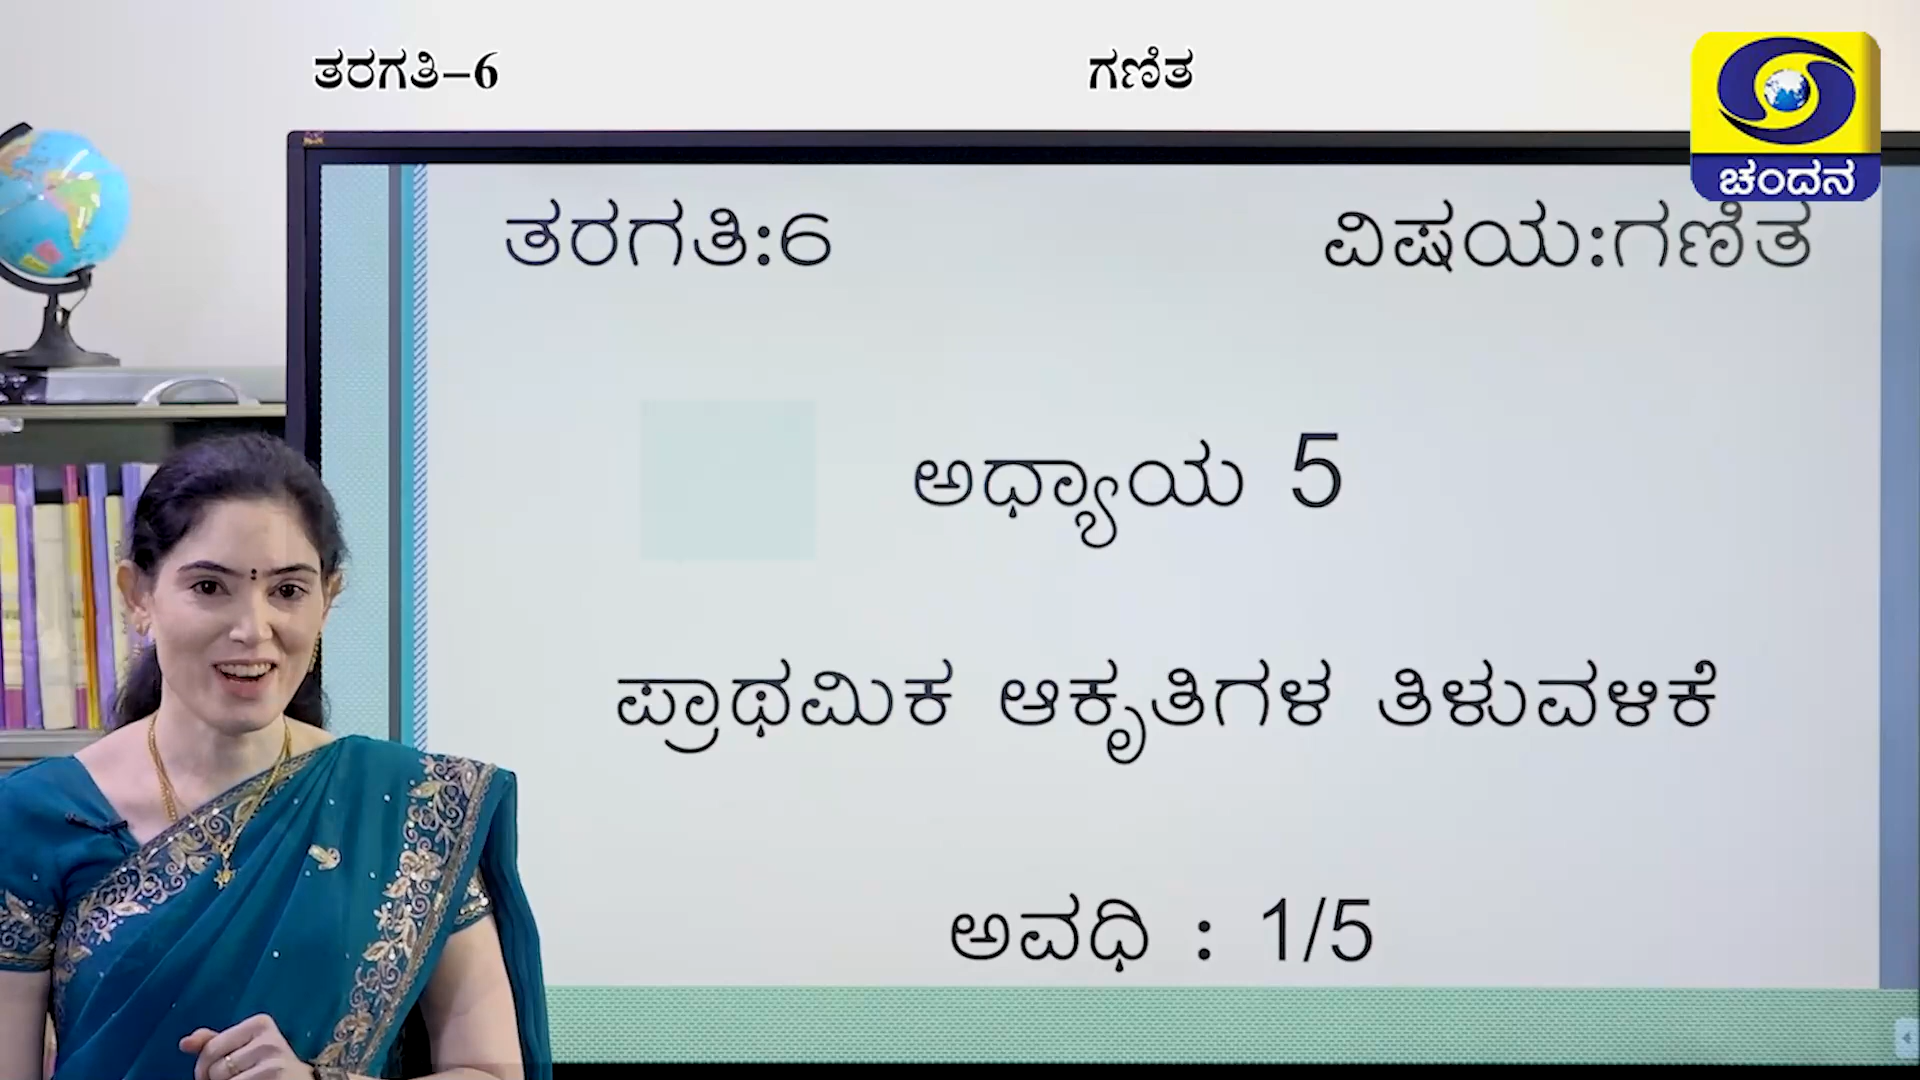 ತರಗತಿ–6 ಗಣಿತ
ಚಂದನ
ತರಗತಿ:6 ವಿಷಯ:ಗಣಿತ
ಅಧ್ಯಾಯ 5
ಪ್ರಾಥಮಿಕ ಆಕೃತಿಗಳ ತಿಳುವಳಿಕೆ
ಅವಧಿ : 1/5